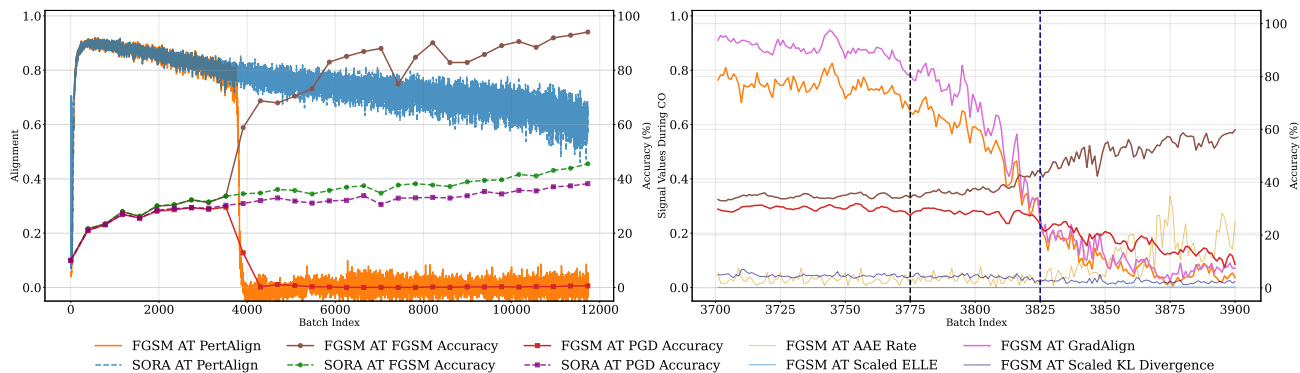 1.0
0.8
0.6
0.4
0.2
0.0
Alignment
0
2000
4000
6000
8000
10000
12000
Batch Index
100
80
60
40
20
0
Accuracy (%)
1.0
0.8
0.6
0.4
0.2
0.0
Signal Values During CO
3700
3725
3750
3775
3800
3825
3850
3875
3900
Batch Index
100
80
60
40
20
0
Accuracy (%)
FGSM AT PertAlign
SORA AT PertAlign
FGSM AT FGSM Accuracy
SORA AT FGSM Accuracy
FGSM AT PGD Accuracy
SORA AT PGD Accuracy
FGSM AT AAE Rate
FGSM AT Scaled ELLE
FGSM AT GradAlign
FGSM AT Scaled KL Divergence